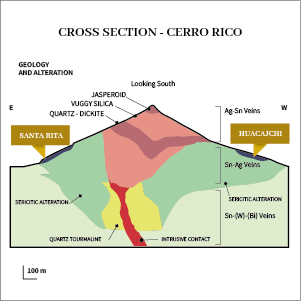 CROSS SECTION - CERRO RICO
GEOLOGY
AND ALTERATION
Looking South
JASPEROID
VUGGY SILICA
QUARTZ - DICKITE
E
W
Ag-Sn Veins
SANTA RITA
HUACAJCHI
Sn-Ag Veins
SERICITIC ALTERATION
SERICITIC ALTERATION
Sn-(W)-(Bi) Veins
QUARTZ TOURMALINE
INTRUSIVE CONTACT
100 m